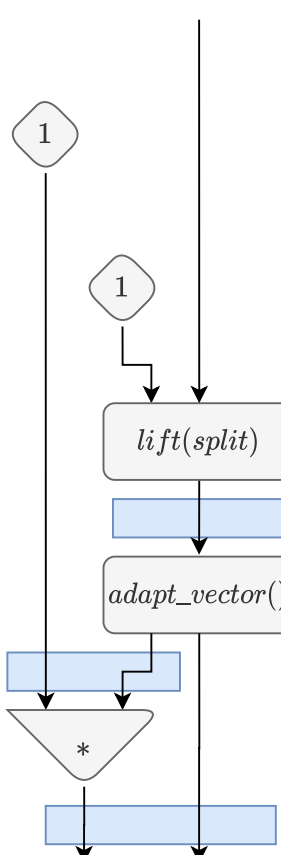 1
1
lift(split)
adapt_vector()
*